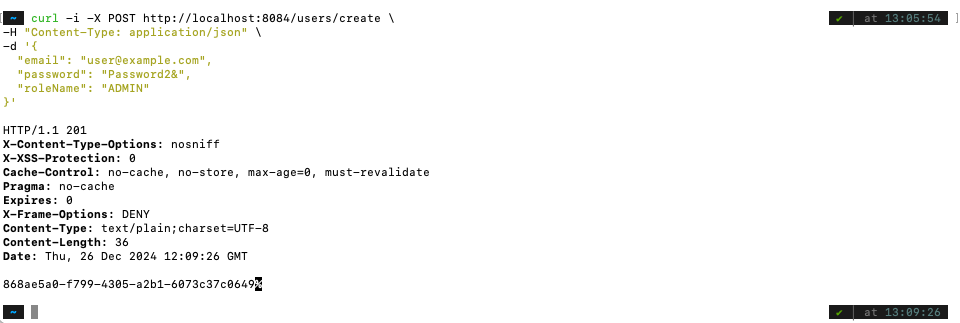 ~ curl -i -X POST http://localhost:8084/users/create \ ✔ at 13:05:54
-H "Content-Type: application/json" \
-d '{
"email": "user@example.com",
"password": "Password2&",
"roleName": "ADMIN"
}'
HTTP/1.1 201
X-Content-Type-Options: nosniff
X-XSS-Protection: 0
Cache-Control: no-cache, no-store, max-age=0, must-revalidate
Pragma: no-cache
Expires: 0
X-Frame-Options: DENY
Content-Type: text/plain;charset=UTF-8
Content-Length: 36
Date: Thu, 26 Dec 2024 12:09:26 GMT
868ae5a0-f799-4305-a2b1-6073c37c0649%
~ ✔ at 13:09:26